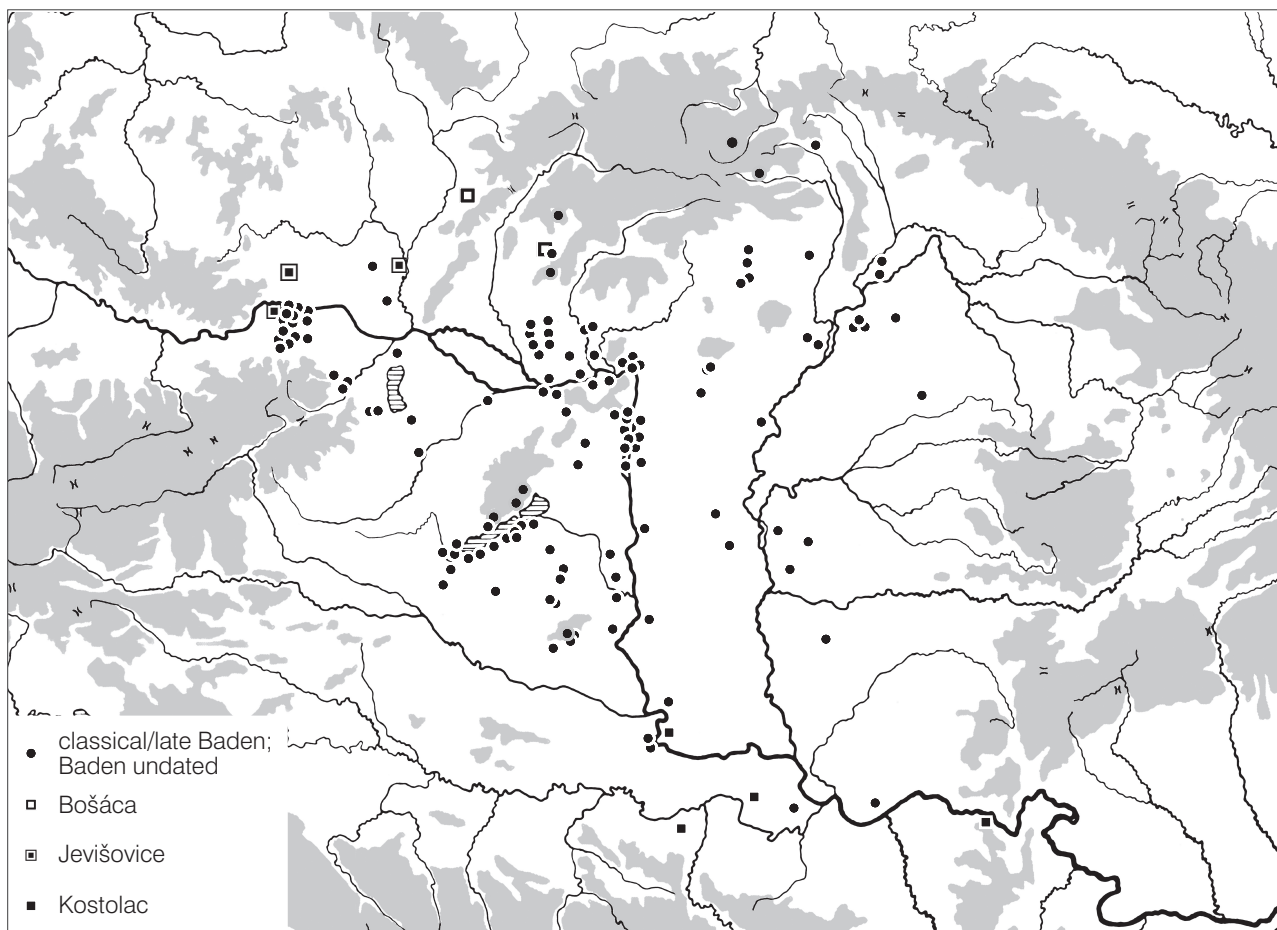 classical/late Baden;
Baden undated
Bošáca
Jevišovice
Kostolac